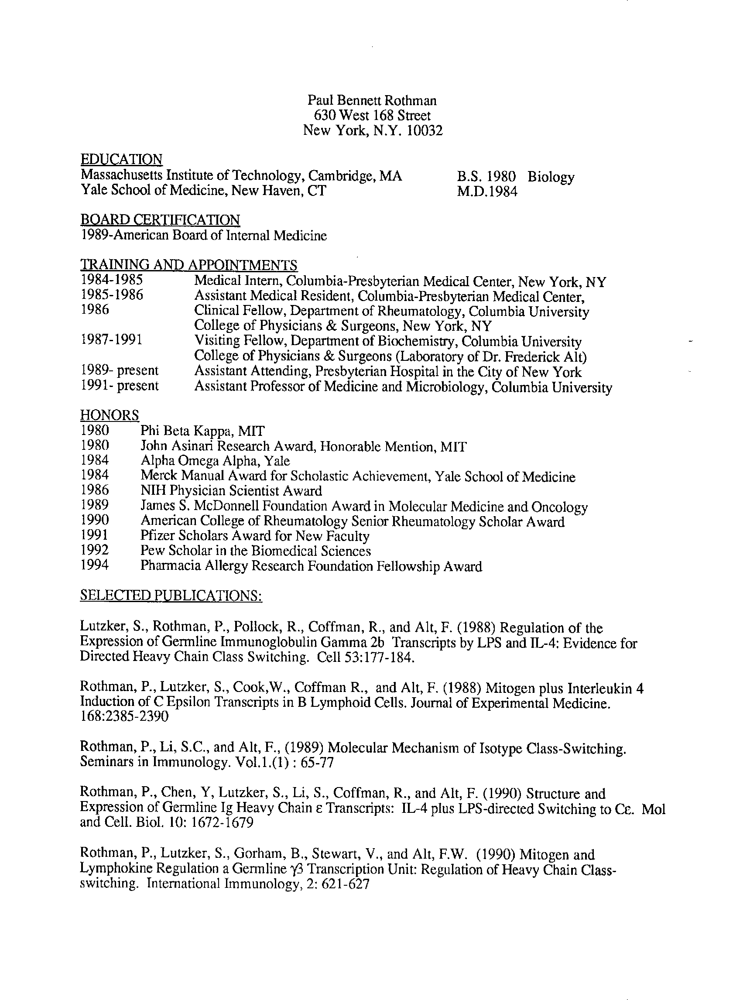 Paul Bennett Rothman
630 West 168 Street
New York, N.Y. 10032
EDUCATION
Massachusetts Institute of Technology, Cambridge, MA B.S. 1980 Biology
Yale School of Medicine, New Haven, CT M.D.1984
BOARD CERTIFICATION
1989-American Board of Internal Medicine
TRAINING AND APPOINTMENTS
1984-1985 Medical Intern, Columbia-Presbyterian Medical Center, New York, NY
1985-1986 Assistant Medical Resident, Columbia-Presbyterian Medical Center,
1986 Clinical Fellow, Department of Rheumatology, Columbia University
College of Physicians & Surgeons, New York, NY
1987-1991 Visiting Fellow, Department of Biochemistry, Columbia University
College of Physicians & Surgeons (Laboratory of Dr. Frederick Alt)
1989- present Assistant Attending, Presbyterian Hospital in the City of New York
1991- present Assistant Professor of Medicine and Microbiology, Columbia University
HONORS
1980 Phi Beta Kappa, MIT
1980 John Asinari Research Award, Honorable Mention, MIT
1984 Alpha Omega Alpha, Yale
1984 Merck Manual Award for Scholastic Achievement, Yale School of Medicine
1986 NIH Physician Scientist Award
1989 James S. McDonnell Foundation Award in Molecular Medicine and Oncology
1990 American College of Rheumatology Senior Rheumatology Scholar Award
1991 Pfizer Scholars Award for New Faculty
1992 Pew Scholar in the Biomedical Sciences
1994 Pharmacia Allergy Research Foundation Fellowship Award
SELECTED PUBLICATIONS:
Lutzker, S., Rothman, P., Pollock, R., Coffman, R., and Alt, F. (1988) Regulation of the
Expression of Germline Immunoglobulin Gamma 2b Transcripts by LPS and IL-4: Evidence for
Directed Heavy Chain Class Switching. Cell 53:177-184.
Rothman, P., Lutzker, S., Cook,W., Coffman R., and Alt, F. (1988) Mitogen plus Interleukin 4
Induction of C Epsilon Transcripts in B Lymphoid Cells. Journal of Experimental Medicine.
168:2385-2390
Rothman, P., Li, S.C., and Alt, F., (1989) Molecular Mechanism of Isotype Class-Switching.
Seminars in Immunology. Vol.1.(1) : 65-77
Rothman, P., Chen, Y, Lutzker, S., Li, S., Coffman, R., and Alt, F. (1990) Structure and
Expression of Germline Ig Heavy Chain ε Transcripts: IL-4 plus LPS-directed Switching to Cε. Mol
and Cell. Biol. 10: 1672-1679
Rothman, P., Lutzker, S., Gorham, B., Stewart, V., and Alt, F.W. (1990) Mitogen and
Lymphokine Regulation a Germline γ3 Transcription Unit: Regulation of Heavy Chain Class-
switching. International Immunology, 2: 621-627